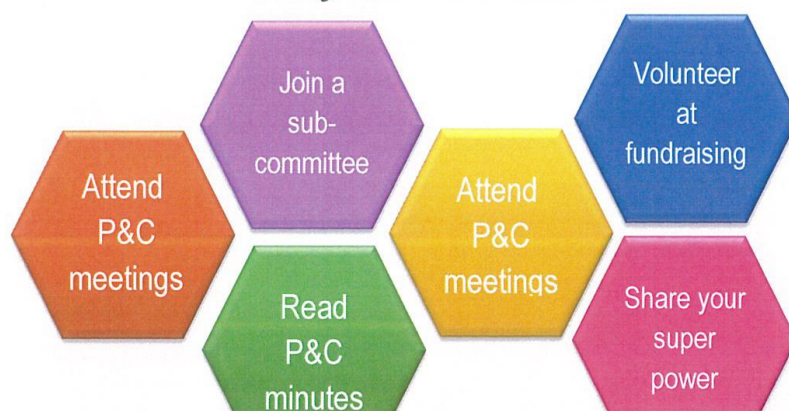 Join a
sub-
committee
Volunteer
at
fundraising
Attend
P&C
meetings
Attend
P&C
meetings
Read
P&C
minutes
Share your
super
power